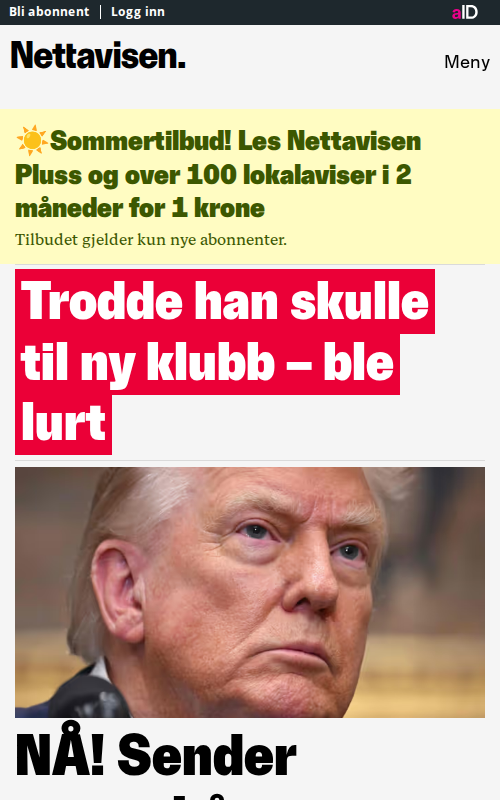 Bli abonnent
Logg inn
aID
Nettavisen.
Meny
☀️Sommertilbud! Les Nettavisen
Pluss og over 100 lokalaviser i 2
måneder for 1 krone
Tilbudet gjelder kun nye abonnenter.
Trodde han skulle
til ny klubb – ble
lurt
NÅ! Sender